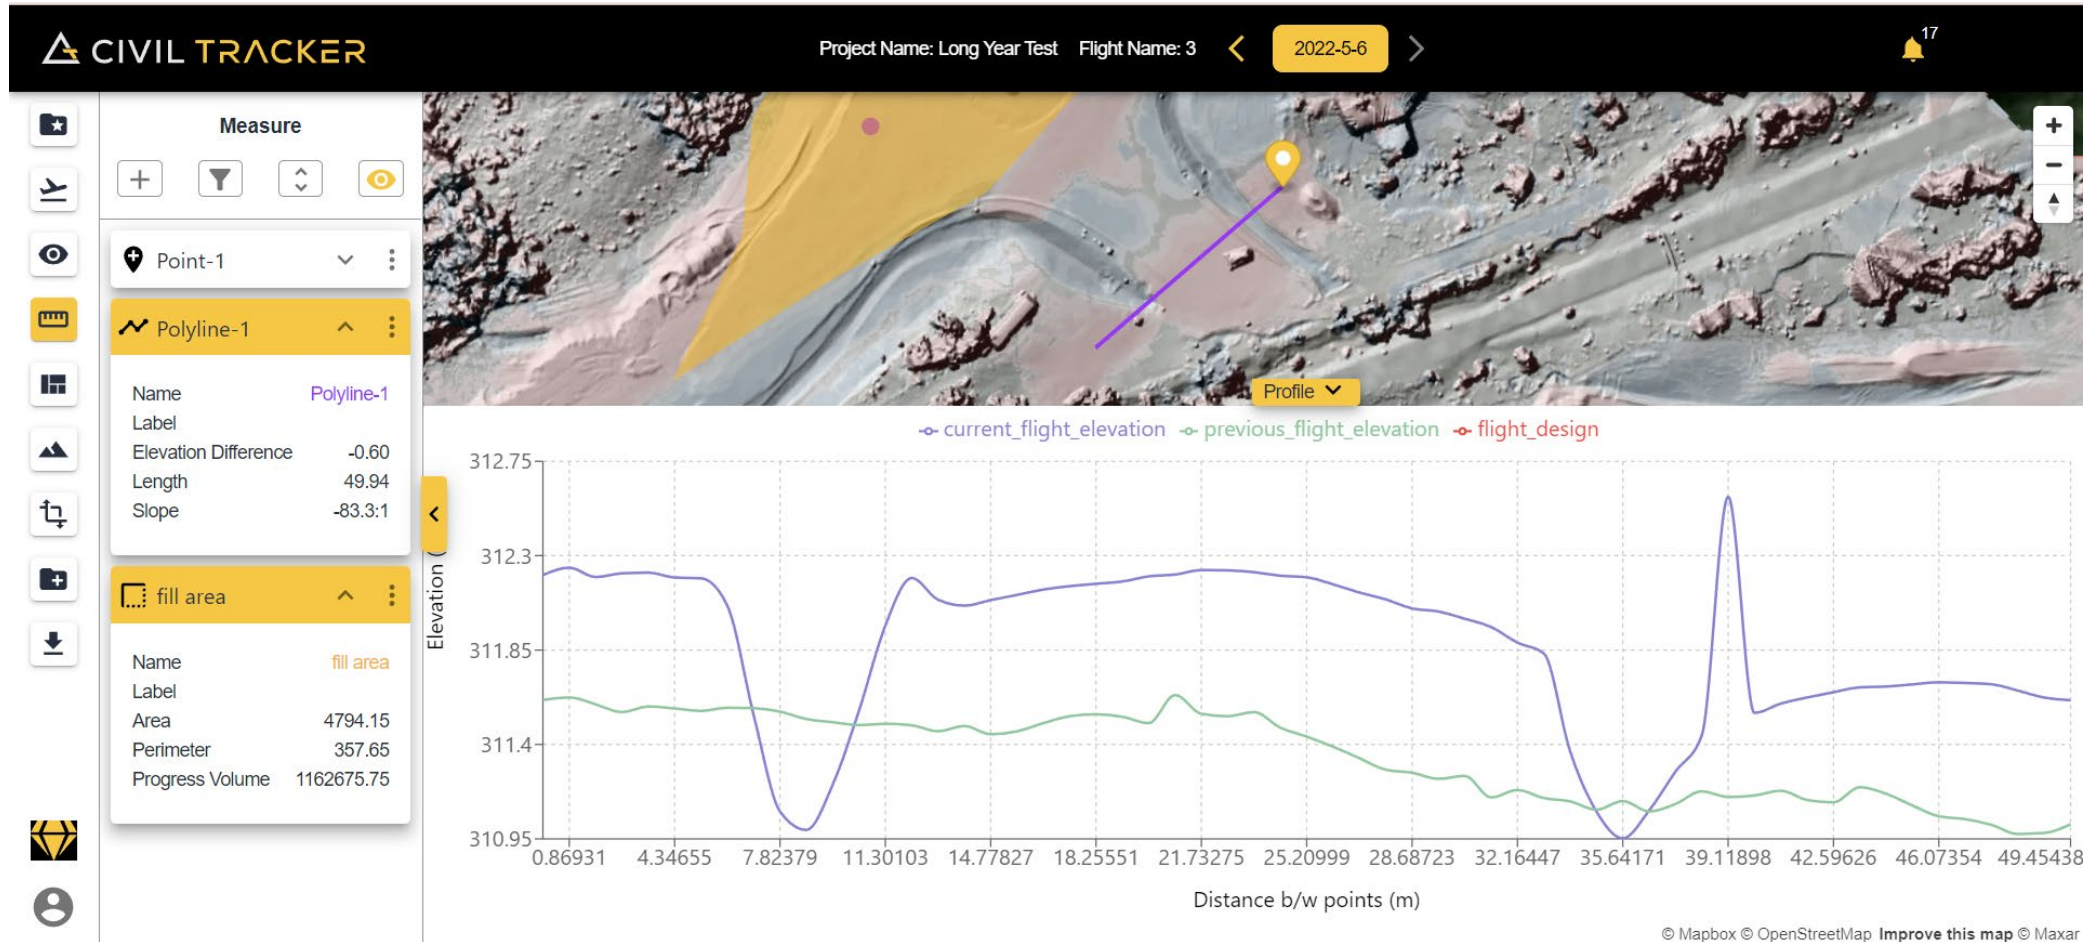 CIVIL TRACKER
Project Name: Long Year Test Flight Name: 3 2022-5-6 17
Measure
Point-1
Polyline-1
Name Polyline-1
Label
Elevation Difference -0.60
Length 49.94
Slope -83.3:1
fill area
Name fill area
Label
Area 4794.15
Perimeter 357.65
Progress Volume 1162675.75
Profile
current_flight_elevation previous_flight_elevation flight_design
312.75
312.3
311.85
311.4
310.95
Elevation (
0.86931 4.34655 7.82379 11.30103 14.77827 18.25551 21.73275 25.20999 28.68723 32.16447 35.64171 39.11898 42.59626 46.07354 49.45438
Distance b/w points (m)
© Mapbox © OpenStreetMap Improve this map © Maxar